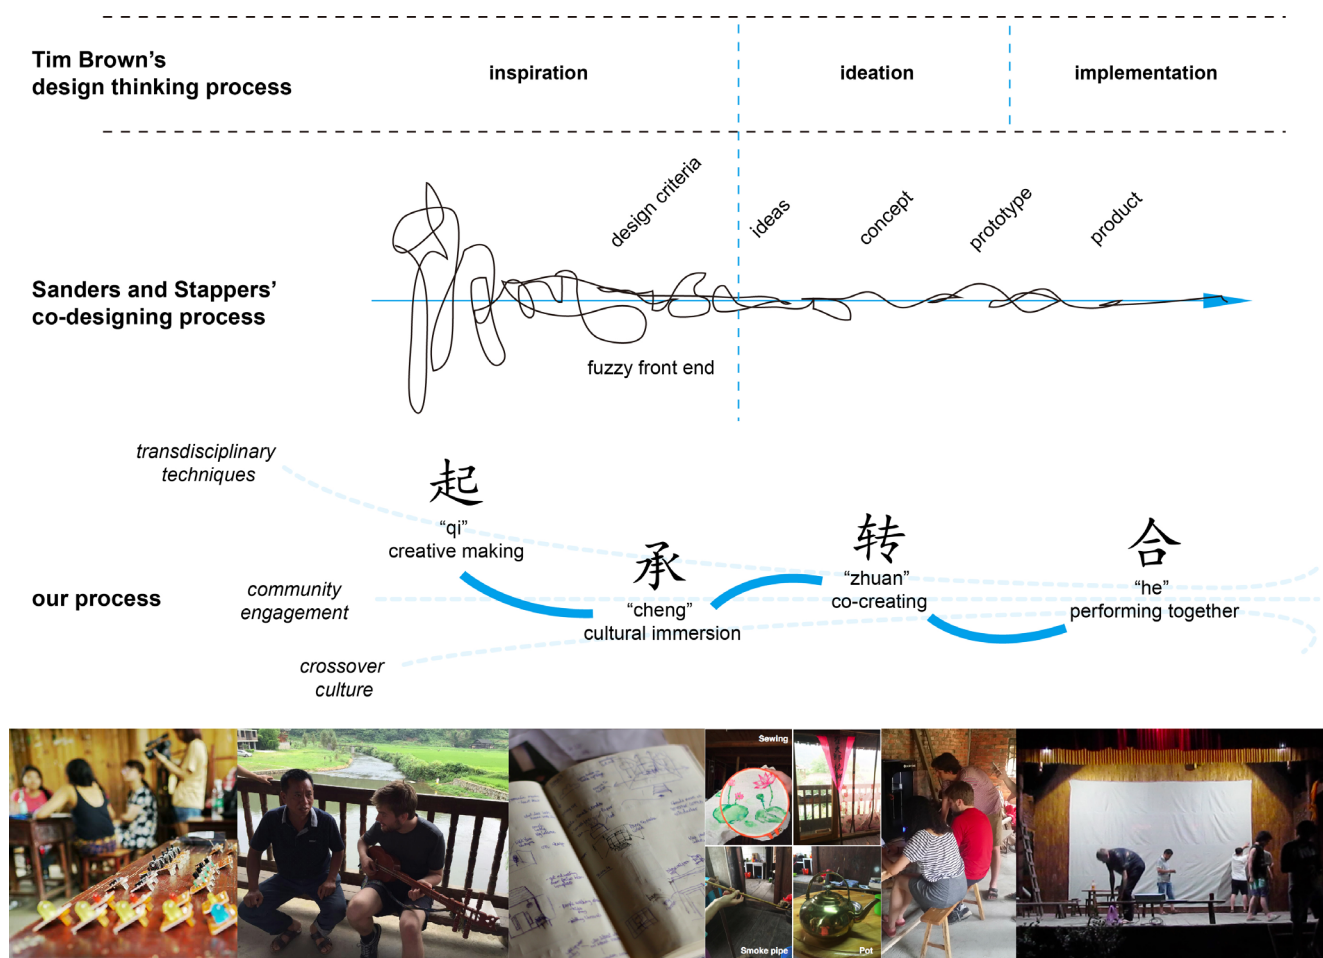 Tim Brown’s
design thinking process
inspiration
ideation
implementation
design criteria
ideas
concept
prototype
product
Sanders and Stappers’
co-designing process
fuzzy front end
transdisciplinary
techniques
起
“qi”
creative making
承
“cheng”
cultural immersion
转
“zhuan”
co-creating
合
“he”
performing together
our process
community
engagement
crossover
culture
Sewing
Smoke pipe
Pot